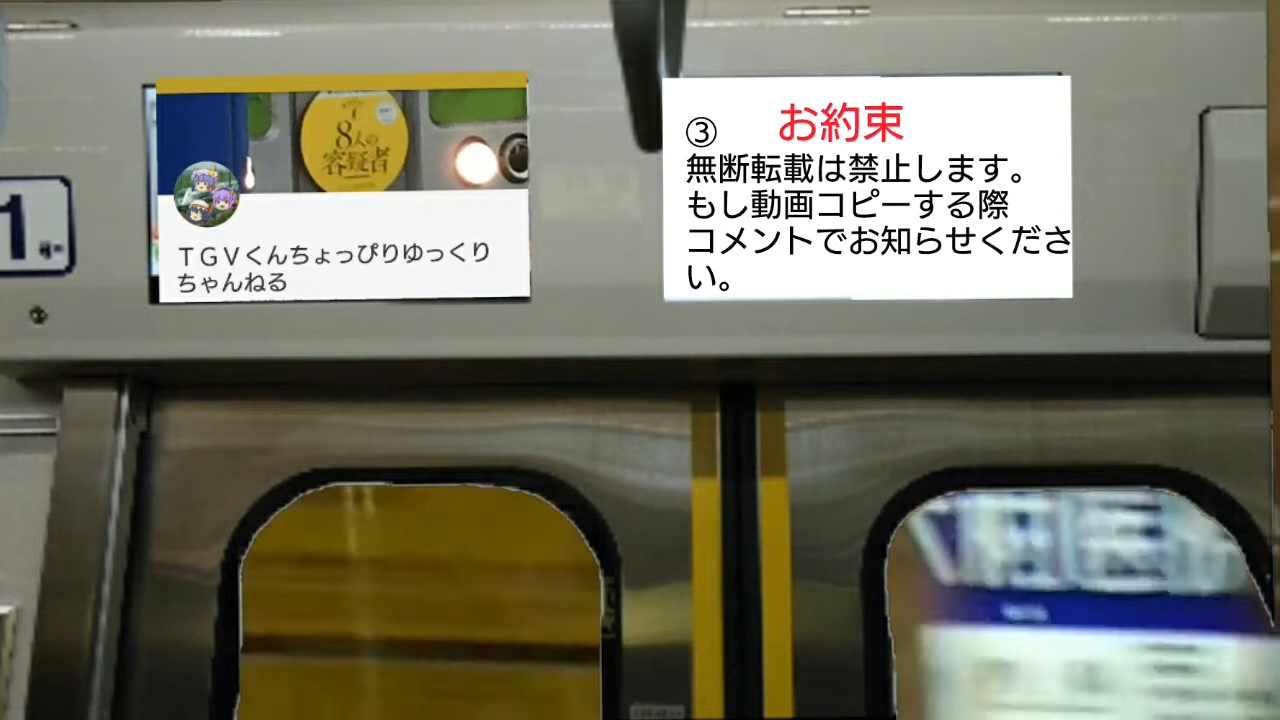 8人の
容疑者
TGVくんちょっぴりゆっくり
ちゃんねる
③ お約束
無断転載は禁止します。
もし動画コピーする際
コメントでお知らせくださ
い。
1